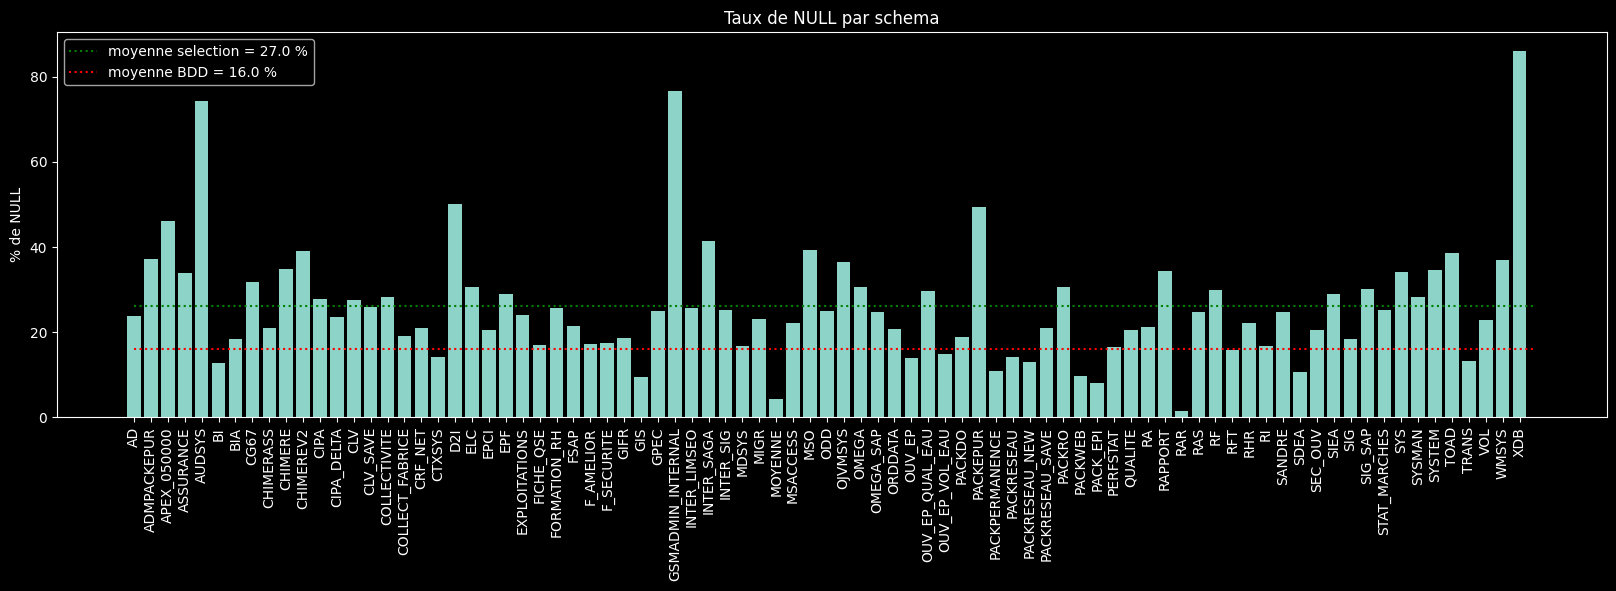 Taux de NULL par schema
moyenne selection = 27.0 %
moyenne BDD = 16.0 %
% de NULL
80
60
40
20
0
AD
ADMPACKEPUR
APEX_050000
ASSURANCE
AUDSYS
BI
BIA
CG67
CHIMERASS
CHIMERE
CHIMEREV2
CIPA
CIPA_DELTA
CLV
CLV_SAVE
COLLECTIVITE
COLLECT_FABRICE
CRF_NET
CTXSYS
D2I
ELC
EPCI
EPF
EXPLOITATIONS
FICHE_QSE
FORMATION_RH
FSAP
F_AMELIOR
F_SECURITE
GIFR
GIS
GPEC
GSMADMIN_INTERNAL
INTER_LIMSEO
INTER_SAGA
INTER_SIG
MDSYS
MIGR
MOYENNE
MSACCESS
MSO
ODD
OJVMSYS
OMEGA
OMEGA_SAP
ORDDATA
OUV_EP
OUV_EP_QUAL_EAU
OUV_EP_VOL_EAU
PACKDO
PACKEPUR
PACKPERMANENCE
PACKRESEAU
PACKRESEAU_NEW
PACKRESEAU_SAVE
PACKRO
PACKWEB
PACK_EPI
PERFSTAT
QUALITE
RA
RAPPORT
RAR
RAS
RF
RFT
RHR
RI
SANDRE
SDEA
SEC_OUV
SIEA
SIG
SIG_SAP
STAT_MARCHES
SYS
SYSMAN
SYSTEM
TOAD
TRANS
VOL
WMSYS
XDB